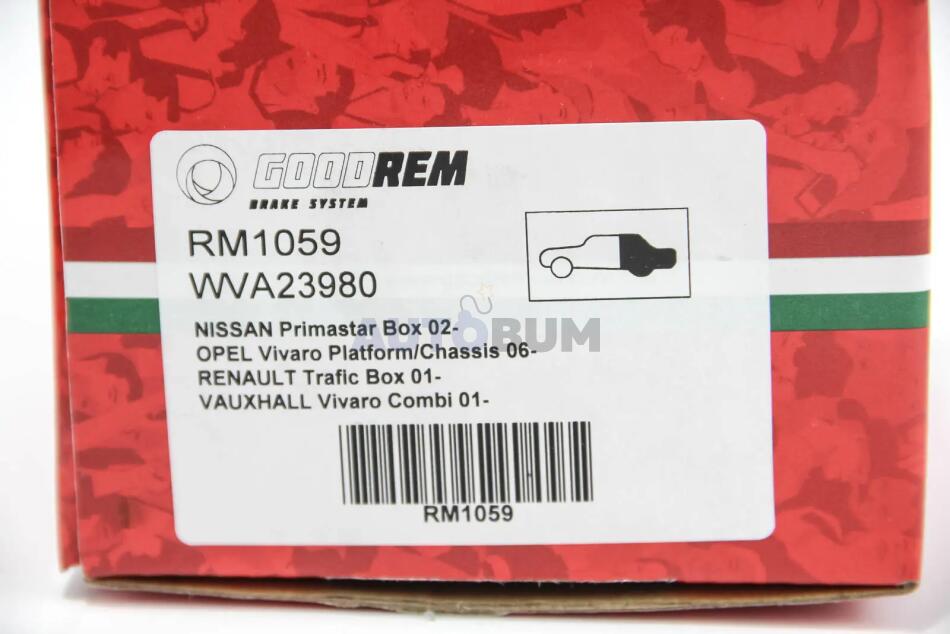 GOODREM
BRAKE SYSTEM
RM1059
WVA23980
AUTOBUM
NISSAN Primastar Box 02-
OPEL Vivaro Platform/Chassis 06-
RENAULT Trafic Box 01-
VAUXHALL Vivaro Combi 01-
RM1059